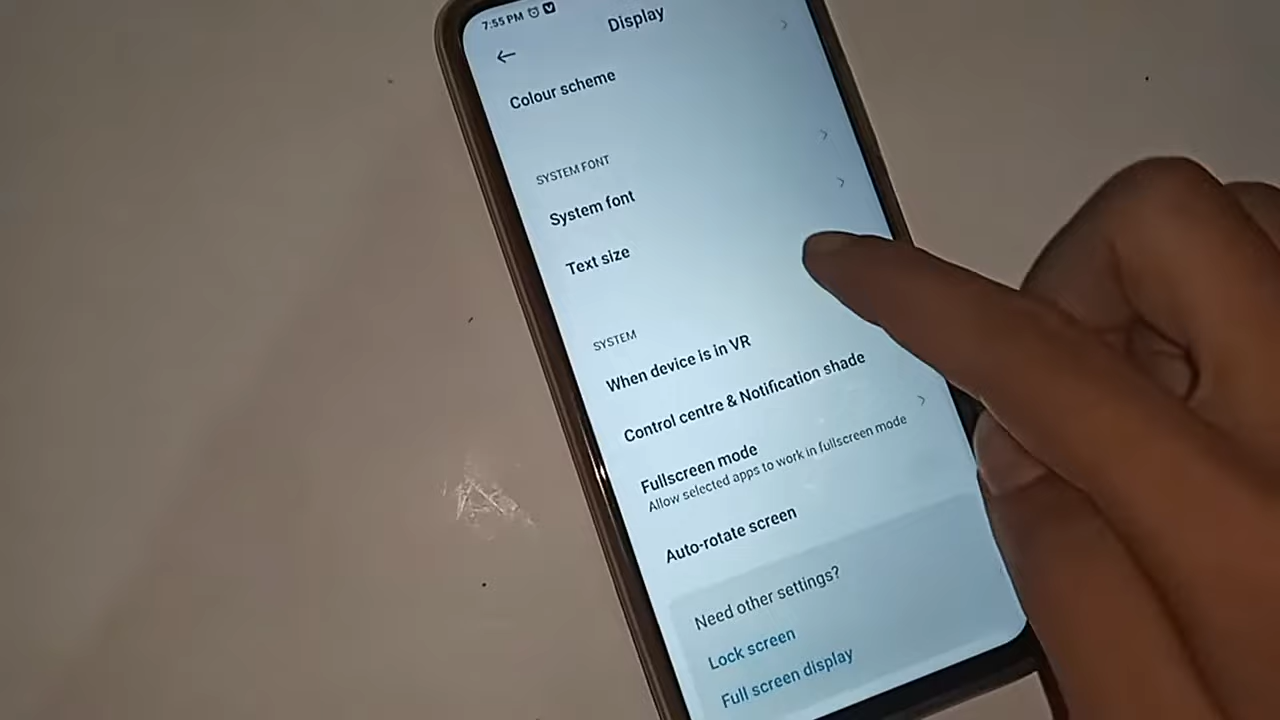 7:55 PM
Display
Colour scheme
SYSTEM FONT
System font
Text size
SYSTEM
When device is in VR
Control centre & Notification shade
Fullscreen mode
Allow selected apps to work in fullscreen mode
Auto-rotate screen
Need other settings?
Lock screen
Full screen display